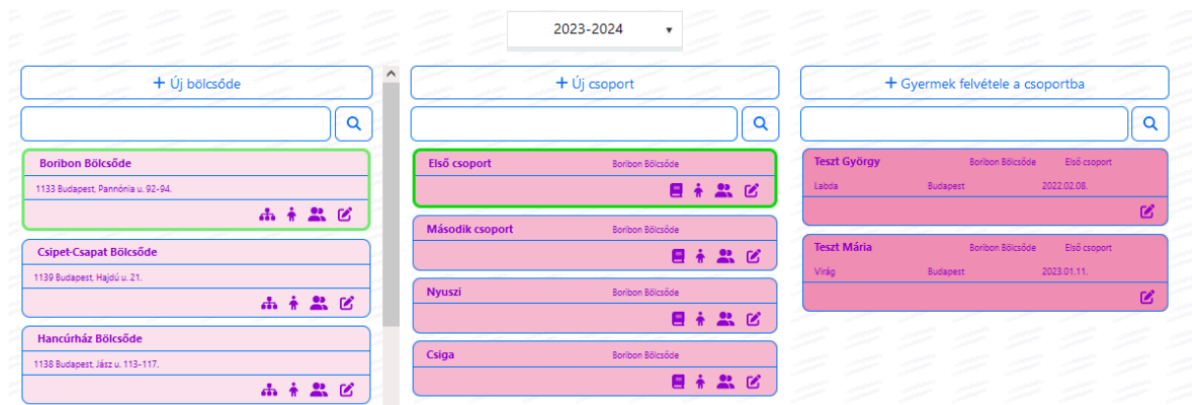 2023-2024
+ Új bölcsőde
Boribon Bölcsőde
1133 Budapest, Pannónia u. 92-94.
Csipet-Csapat Bölcsőde
1139 Budapest, Hajdú u. 21.
Hancúrház Bölcsőde
1138 Budapest, Jász u. 113-117.
+ Új csoport
Első csoport Boribon Bölcsőde
Második csoport Boribon Bölcsőde
Nyuszi Boribon Bölcsőde
Csiga Boribon Bölcsőde
+ Gyermek felvétele a csoportba
Teszt György Boribon Bölcsőde Első csoport
Labda Budapest 2022.02.08.
Teszt Mária Boribon Bölcsőde Első csoport
Virág Budapest 2023.01.11.